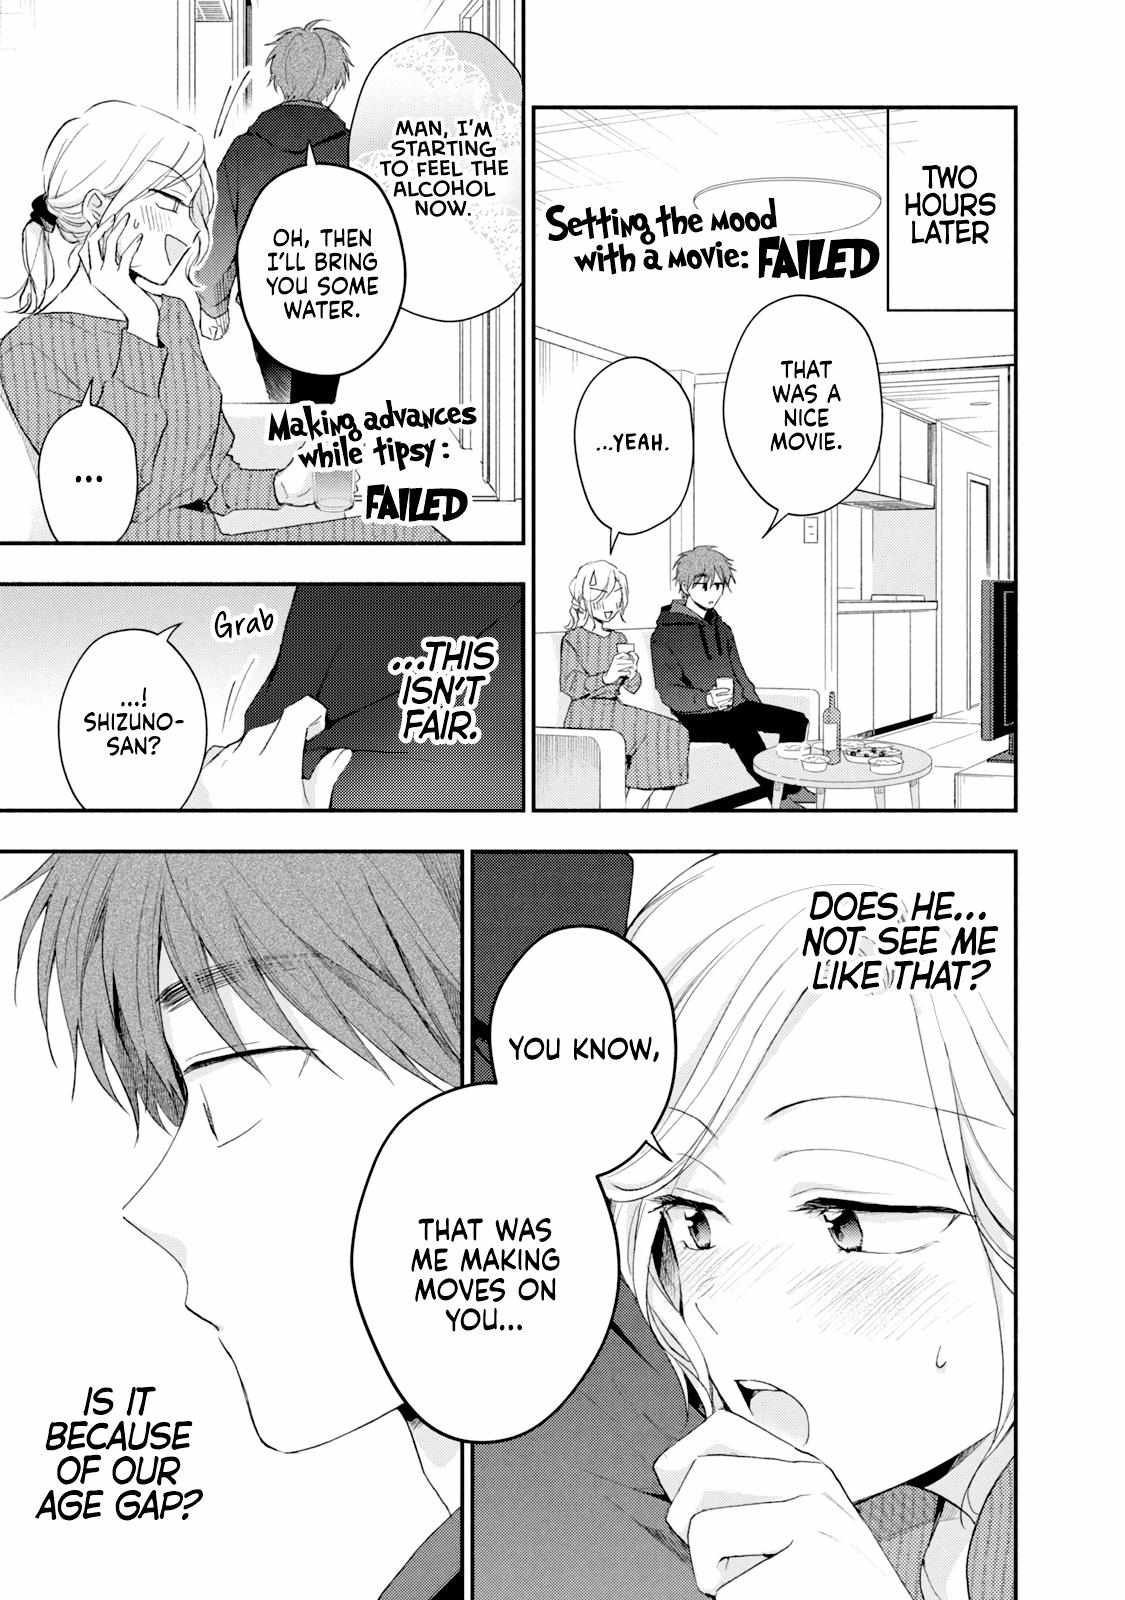 TWO
HOURS
LATER
Setting the mood
with a movie: FAILED
THAT
WAS A
NICE
MOVIE.
...YEAH.
MAN, I'M
STARTING
TO FEEL THE
ALCOHOL
NOW.
OH, THEN
I'LL BRING
YOU SOME
WATER.
Making advances
while tipsy:
FAILED
...
...THIS
ISN'T
FAIR.
Grab
...!
SHIZUNO-
SAN?
DOES HE...
NOT SEE ME
LIKE THAT?
YOU KNOW,
THAT WAS
ME MAKING
MOVES ON
YOU...
IS IT
BECAUSE
OF OUR
AGE GAP?